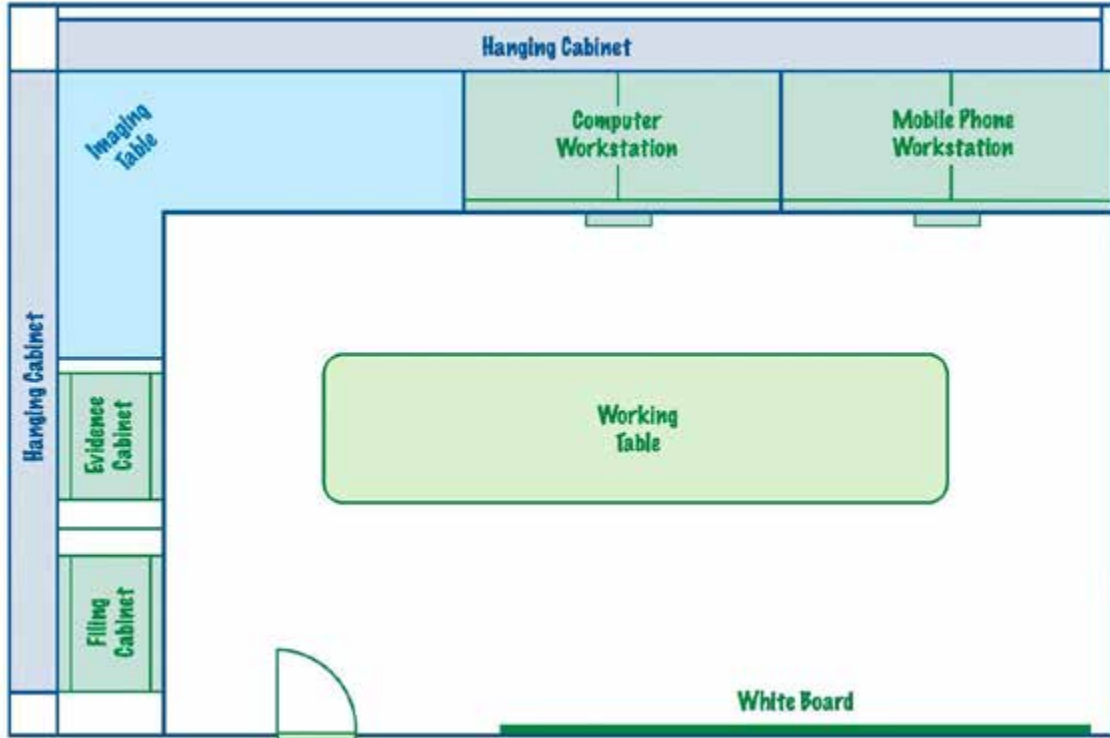 Hanging Cabinet
Imaging
Table
Computer
Workstation
Mobile Phone
Workstation
Hanging Cabinet
Evidence
Cabinet
Working
Table
Filing
Cabinet
White Board